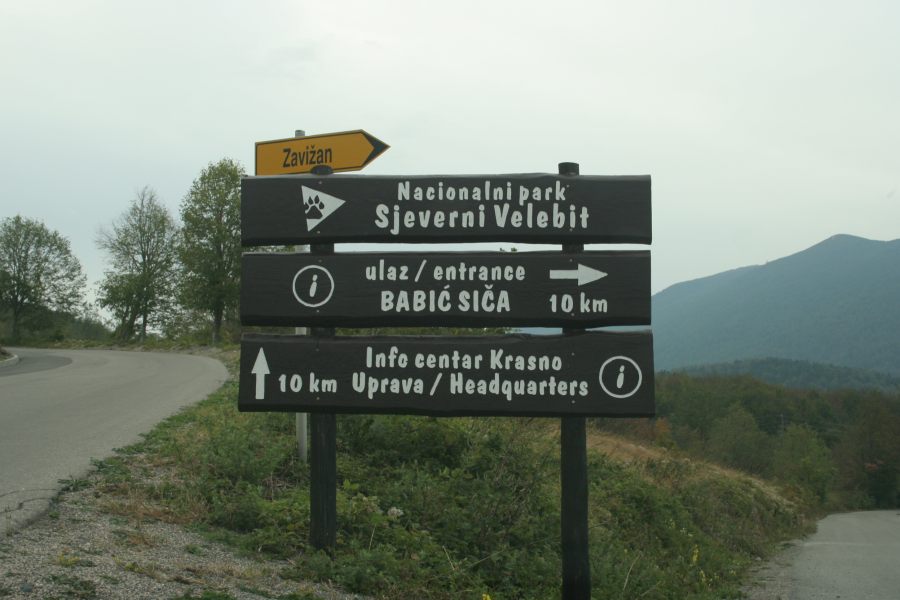 Zavižan
Nacionalni park
Sjeverni Velebit
ulaz / entrance
BABIĆ SIČA 10 km
Info centar Krasno
10 km Uprava / Headquarters